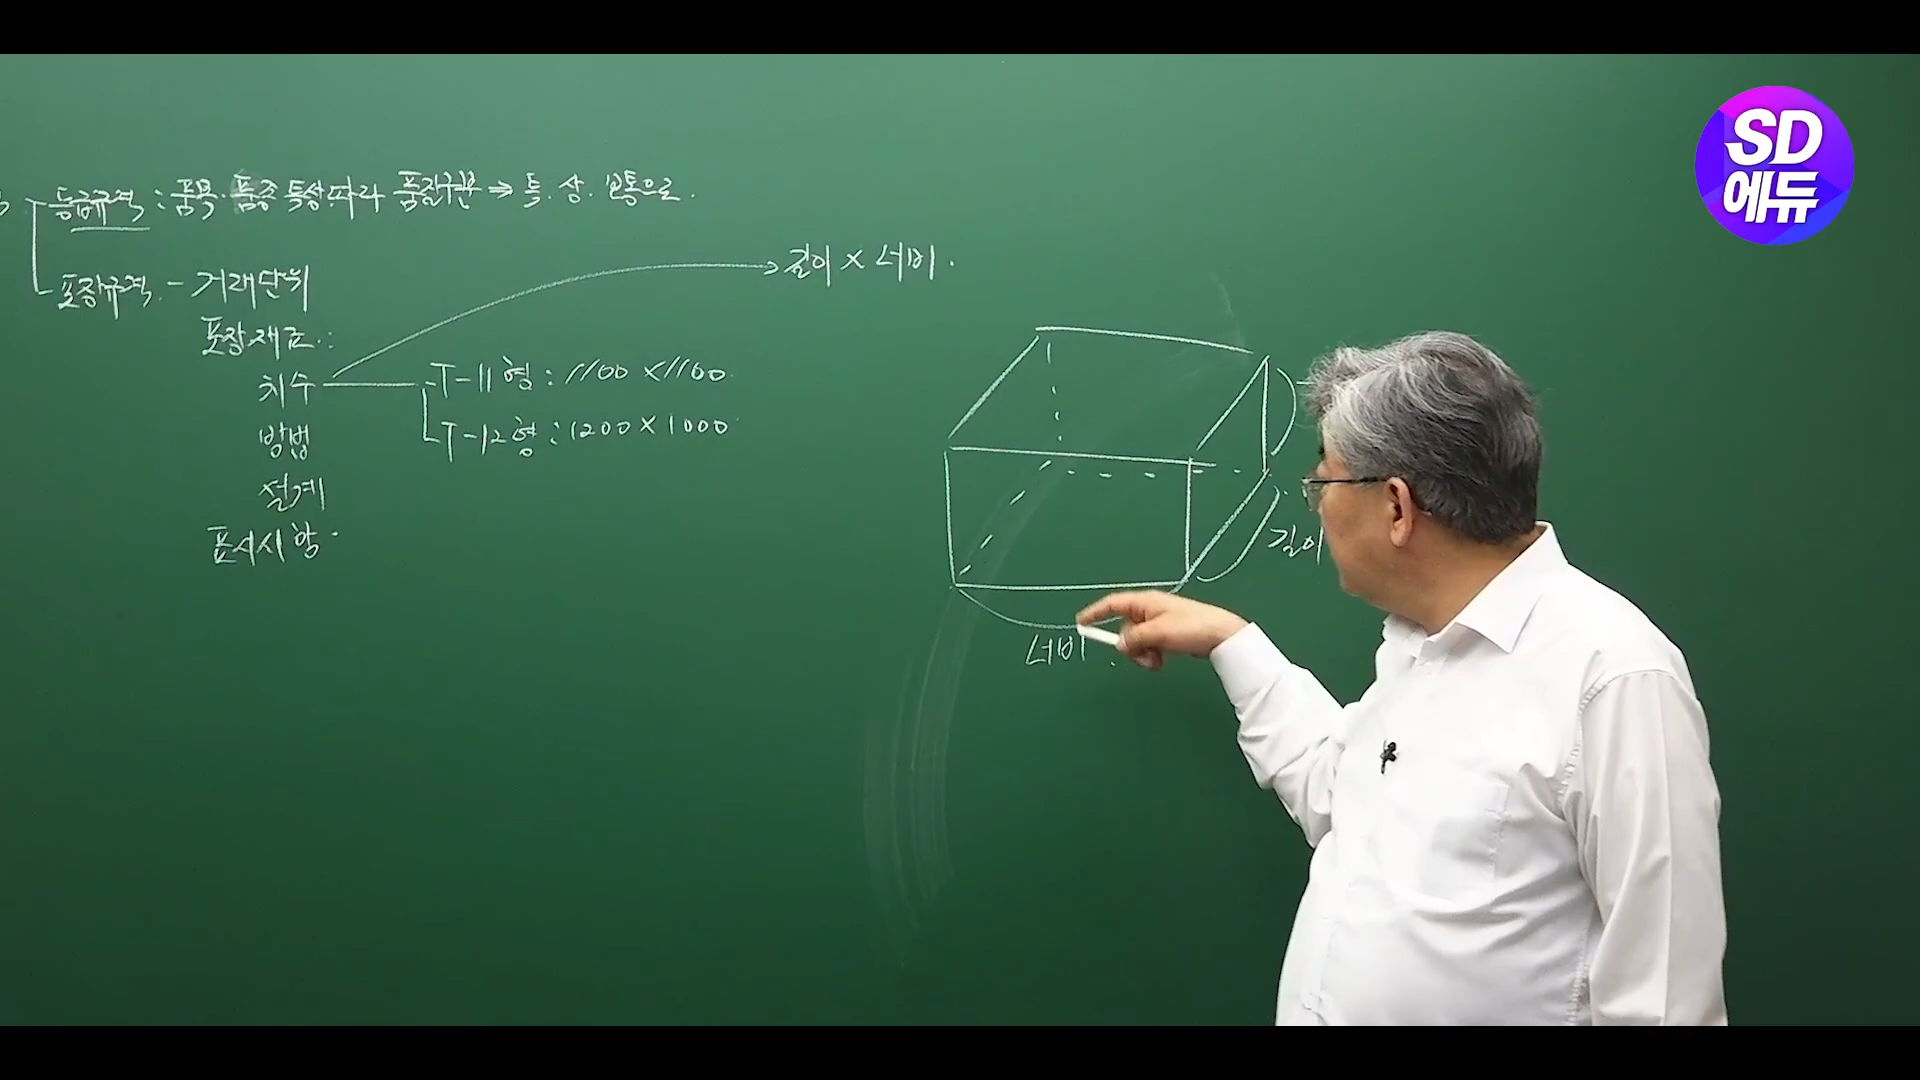 SD
에듀
등급규격 : 품목·품종 특성따라 품질구분 ⇒ 특. 상. 보통으로.
포장규격. - 거래단위
길이 × 너비.
포장재료.:
치수
T-11형 : 1100 ×1100.
방법
T-12형 : 1200 × 1000.
설계
표시사항.
길이
너비.